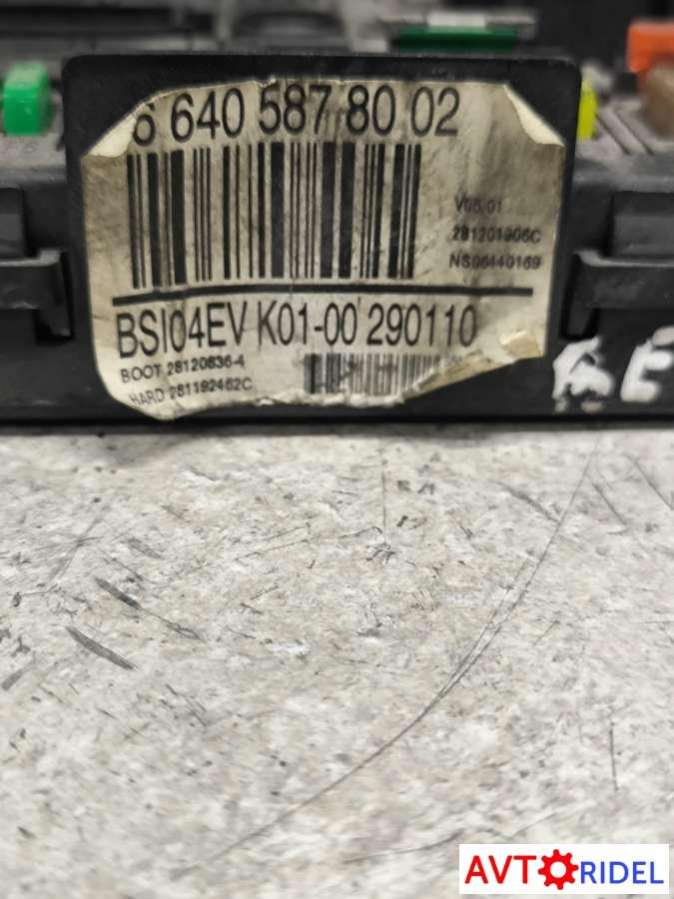 6 640 587 80 02
V05.01
281201906C
NS06440169
BSI04EV K01-00 290110
BOOT 28120636-4
HARD 281192462C
AVTORIDEL